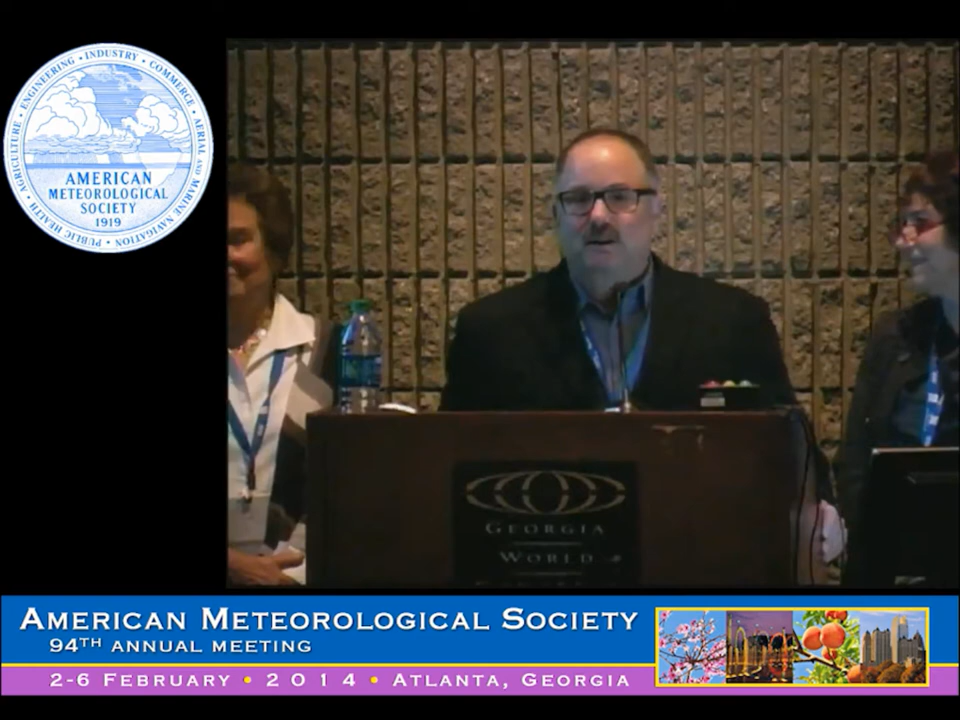 AGRICULTURE • ENGINEERING • INDUSTRY • COMMERCE • AERIAL AND MARINE NAVIGATION • PUBLIC HEALTH •
AMERICAN
METEOROLOGICAL
SOCIETY
1919
GEORGIA
WORLD
AMERICAN METEOROLOGICAL SOCIETY
94TH ANNUAL MEETING
2-6 FEBRUARY • 2014 • ATLANTA, GEORGIA